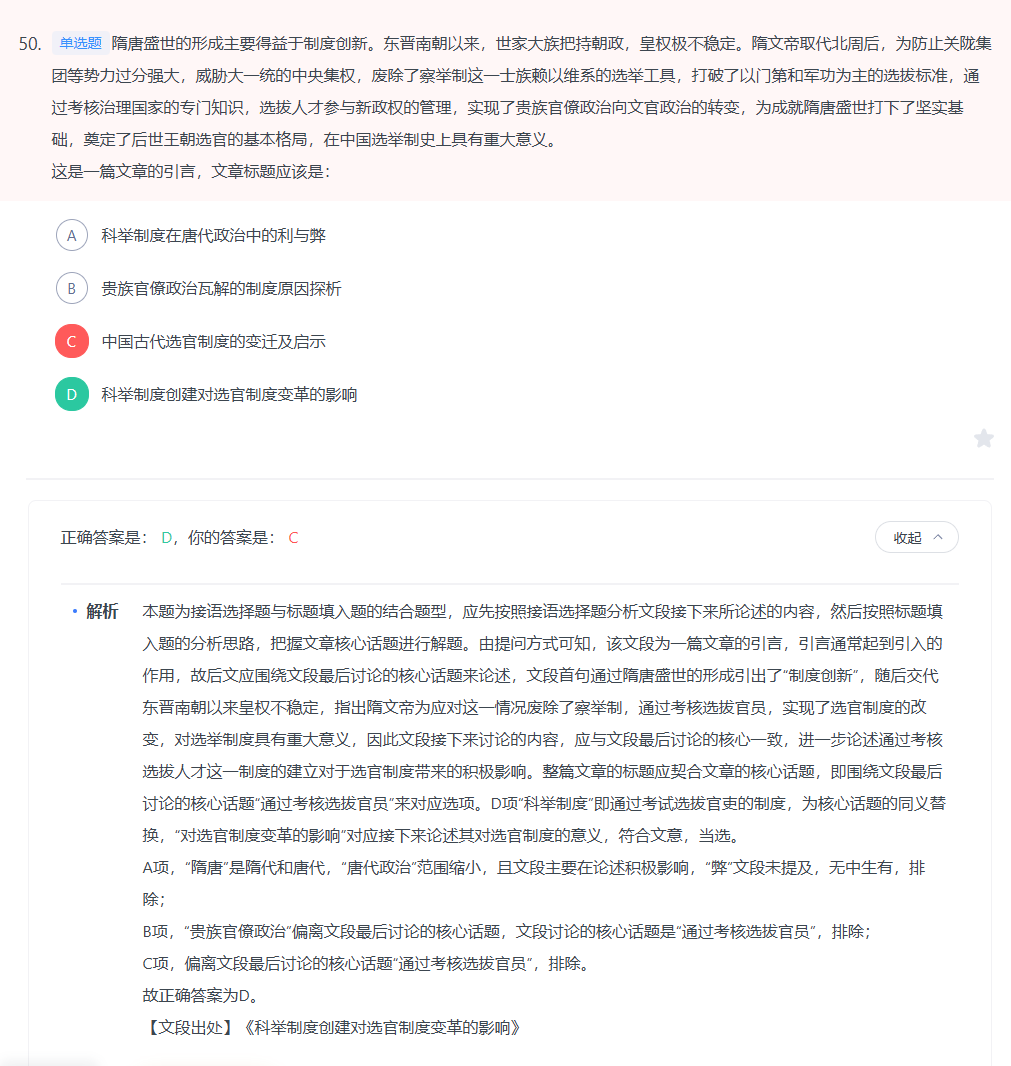 50. 单选题 隋唐盛世的形成主要得益于制度创新。东晋南朝以来，世家大族把持朝政，皇权极不稳定。隋文帝取代北周后，为防止关陇集
团等势力过分强大，威胁大一统的中央集权，废除了察举制这一士族赖以维系的选举工具，打破了以门第和军功为主的选拔标准，通
过考核治理国家的专门知识，选拔人才参与新政权的管理，实现了贵族官僚政治向文官政治的转变，为成就隋唐盛世打下了坚实基
础，奠定了后世王朝选官的基本格局，在中国选举制史上具有重大意义。
这是一篇文章的引言，文章标题应该是：
A 科举制度在唐代政治中的利与弊
B 贵族官僚政治瓦解的制度原因探析
C 中国古代选官制度的变迁及启示
D 科举制度创建对选官制度变革的影响
正确答案是： D，你的答案是： C
收起
解析 本题为接语选择题与标题填入题的结合题型，应先按照接语选择题分析文段接下来所论述的内容，然后按照标题填
入题的分析思路，把握文章核心话题进行解题。由提问方式可知，该文段为一篇文章的引言，引言通常起到引入的
作用，故后文应围绕文段最后讨论的核心话题来论述，文段首句通过隋唐盛世的形成引出了“制度创新”，随后交代
东晋南朝以来皇权不稳定，指出隋文帝为应对这一情况废除了察举制，通过考核选拔官员，实现了选官制度的改
变，对选举制度具有重大意义，因此文段接下来讨论的内容，应与文段最后讨论的核心一致，进一步论述通过考核
选拔人才这一制度的建立对于选官制度带来的积极影响。整篇文章的标题应契合文章的核心话题，即围绕文段最后
讨论的核心话题“通过考核选拔官员”来对应选项。D项“科举制度”即通过考试选拔官吏的制度，为核心话题的同义替
换，“对选官制度变革的影响”对应接下来论述其对选官制度的意义，符合文意，当选。
A项，“隋唐”是隋代和唐代，“唐代政治”范围缩小，且文段主要在论述积极影响，“弊”文段未提及，无中生有，排
除；
B项，“贵族官僚政治”偏离文段最后讨论的核心话题，文段讨论的核心话题是“通过考核选拔官员”，排除；
C项，偏离文段最后讨论的核心话题“通过考核选拔官员”，排除。
故正确答案为D。
【文段出处】《科举制度创建对选官制度变革的影响》